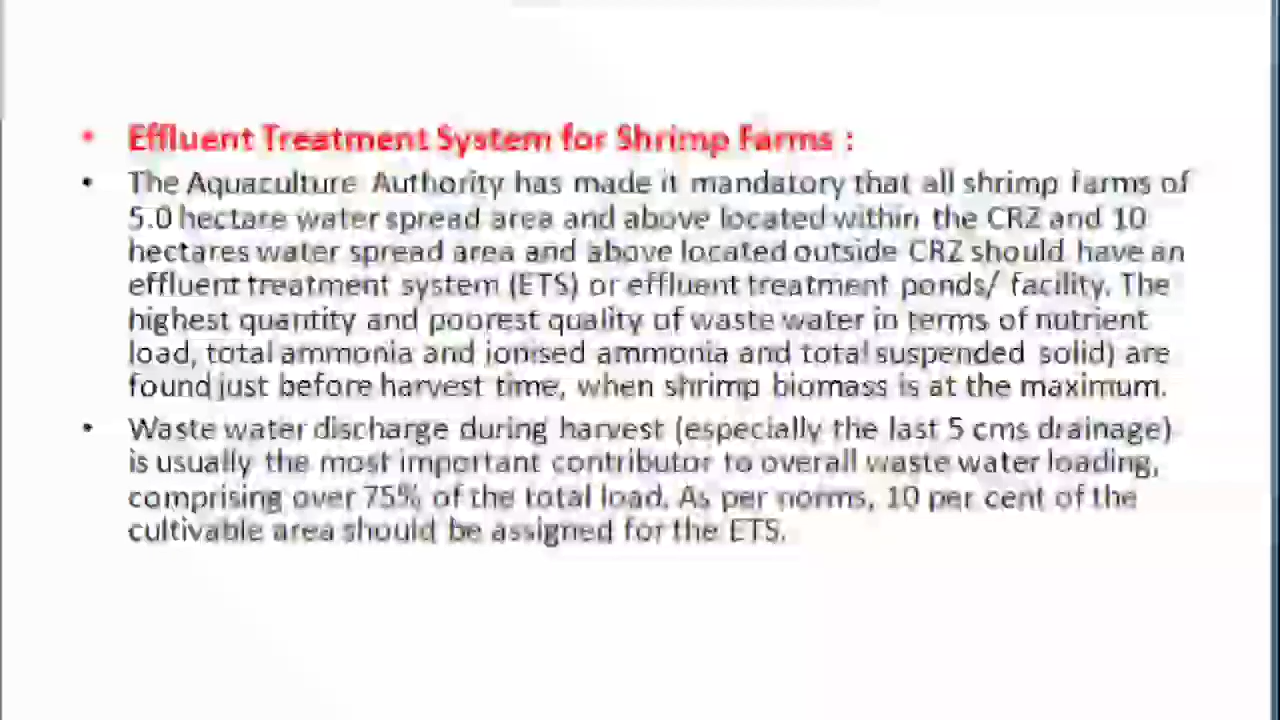 • Effluent Treatment System for Shrimp Farms :
• The Aquaculture Authority has made it mandatory that all shrimp farms of
5.0 hectare water spread area and above located within the CRZ and 10
hectares water spread area and above located outside CRZ should have an
effluent treatment system (ETS) or effluent treatment ponds/ facility. The
highest quantity and poorest quality of waste water in terms of nutrient
load, total ammonia and ionised ammonia and total suspended solid) are
found just before harvest time, when shrimp biomass is at the maximum.
• Waste water discharge during harvest (especially the last 5 cms drainage)
is usually the most important contributor to overall waste water loading,
comprising over 75% of the total load. As per norms, 10 per cent of the
cultivable area should be assigned for the ETS.